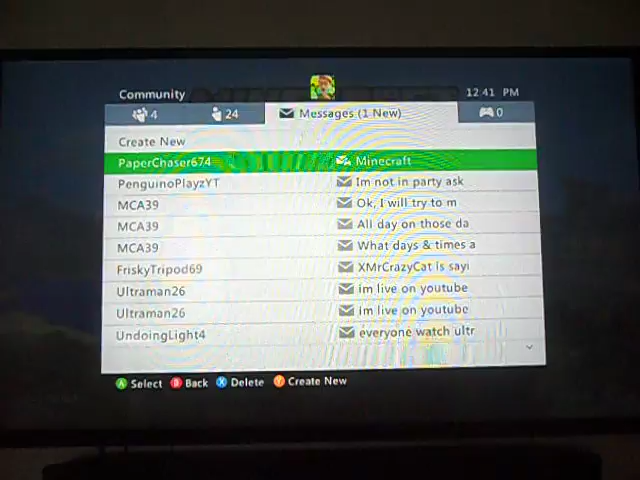 Community 12:41 PM
4 24 Messages (1 New) 0
Create New
PaperChaser674 Minecraft
PenguinoPlayzYT Im not in party ask
MCA39 Ok, I will try to m
MCA39 All day on those da
MCA39 What days & times a
FriskyTripod69 XMrCrazyCat is sayi
Ultraman26 im live on youtube
Ultraman26 im live on youtube
UndoingLight4 everyone watch ultr
A Select B Back X Delete Y Create New